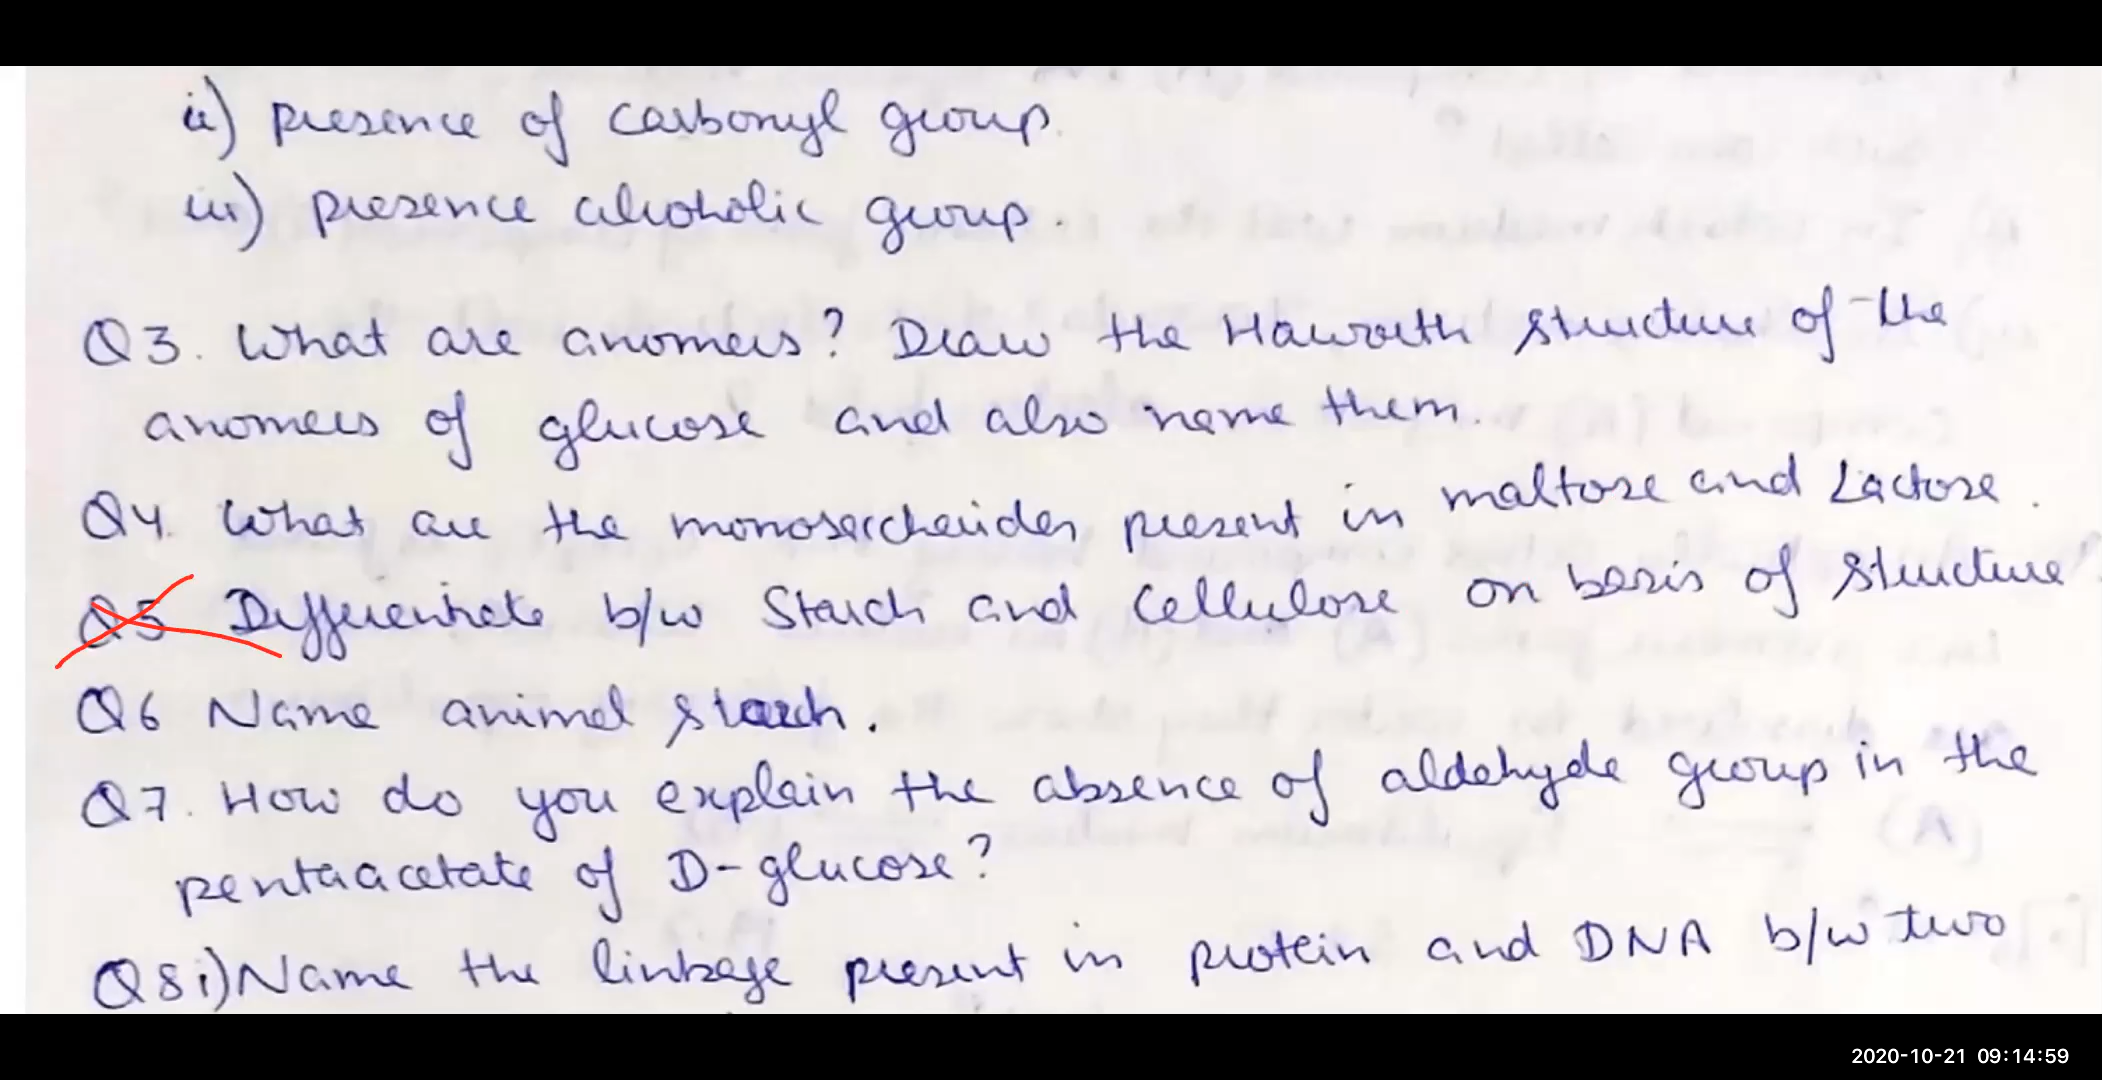 ii) presence of carbonyl group.
iii) presence alcoholic group.
Q3. What are anomers? Draw the Haworth structure of the
anomers of glucose and also name them.
Q4. What are the monosaccharides present in maltose and Lactose.
Q5 Differentiate b/w Starch and Cellulose on basis of structure?
Q6 Name animal starch.
Q7. How do you explain the absence of aldehyde group in the
pentaacetate of D-glucose?
Q8i) Name the linkage present in protein and DNA b/w two
2020-10-21 09:14:59